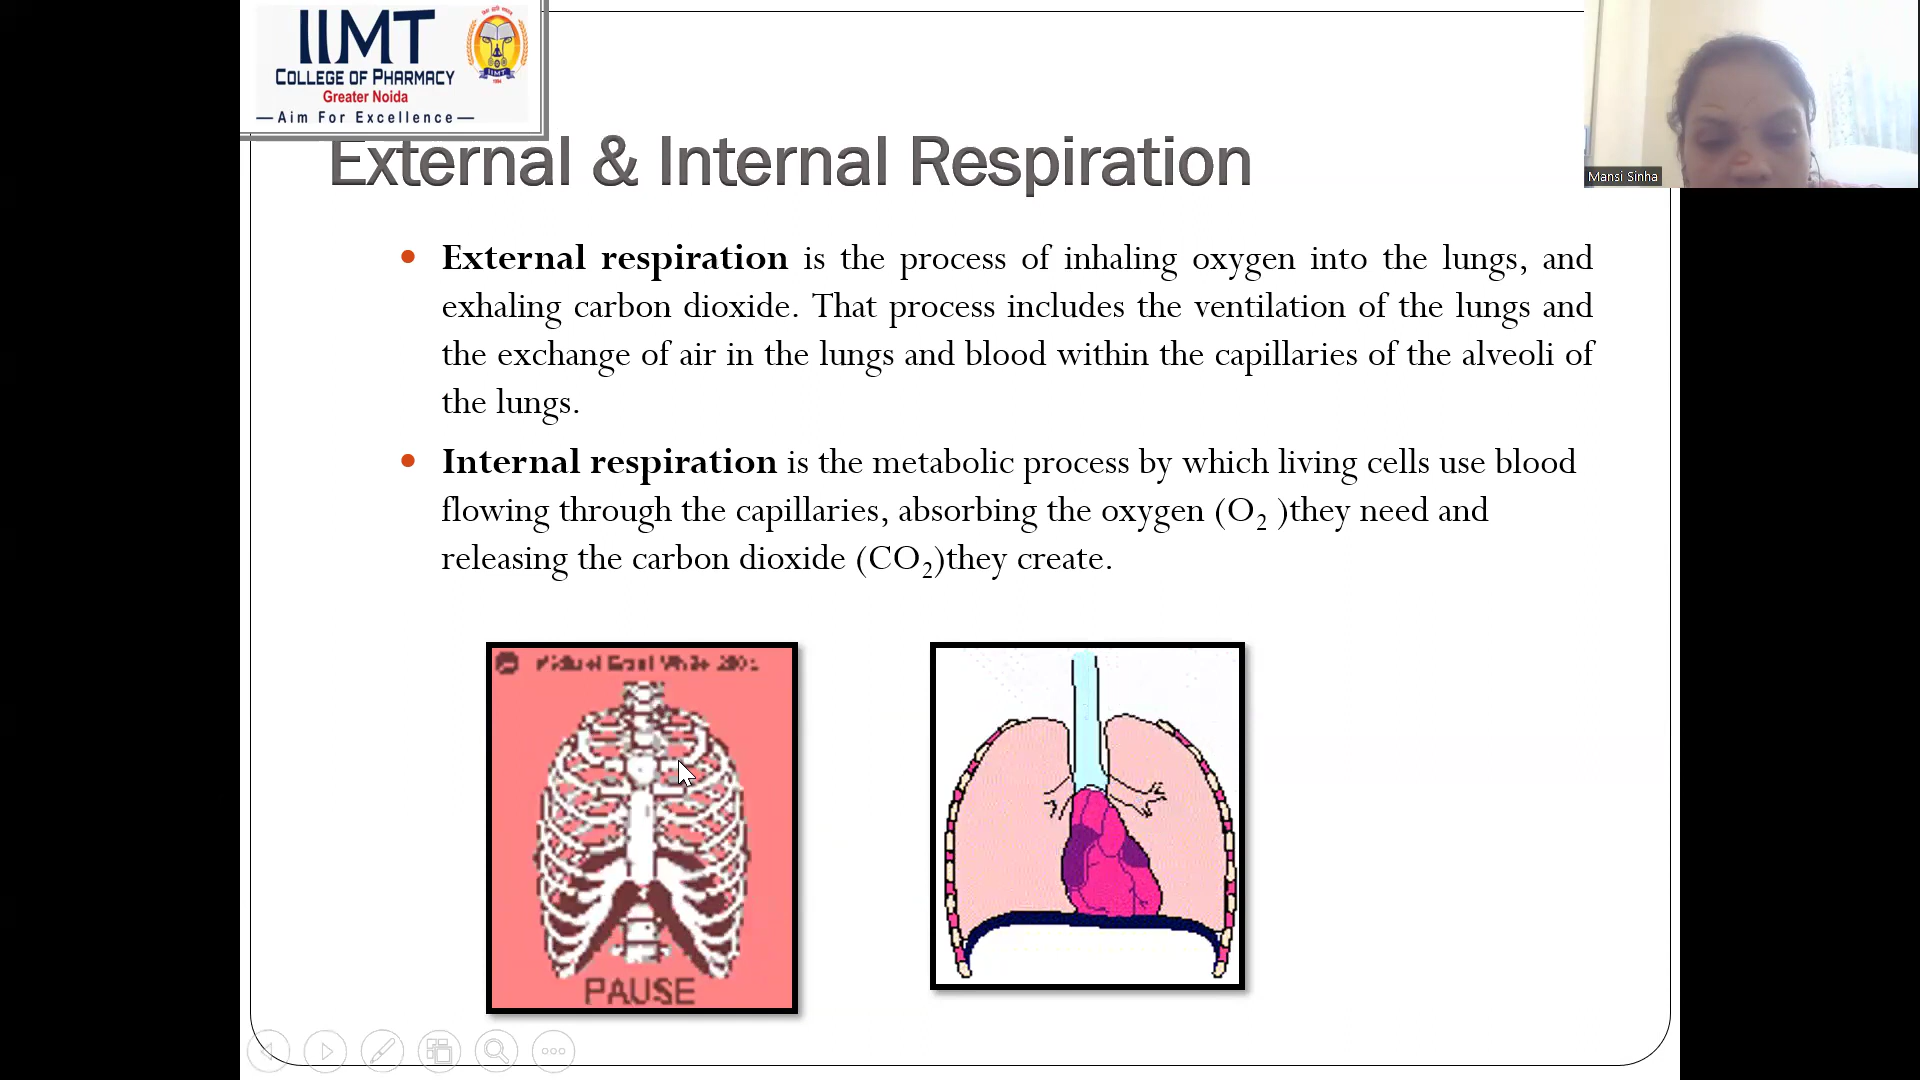 IIMT
COLLEGE OF PHARMACY
Greater Noida
—Aim For Excellence—
IIMT
Mansi Sinha
External & Internal Respiration
• External respiration is the process of inhaling oxygen into the lungs, and
exhaling carbon dioxide. That process includes the ventilation of the lungs and
the exchange of air in the lungs and blood within the capillaries of the alveoli of
the lungs.
• Internal respiration is the metabolic process by which living cells use blood
flowing through the capillaries, absorbing the oxygen (O₂ )they need and
releasing the carbon dioxide (CO₂)they create.
PAUSE